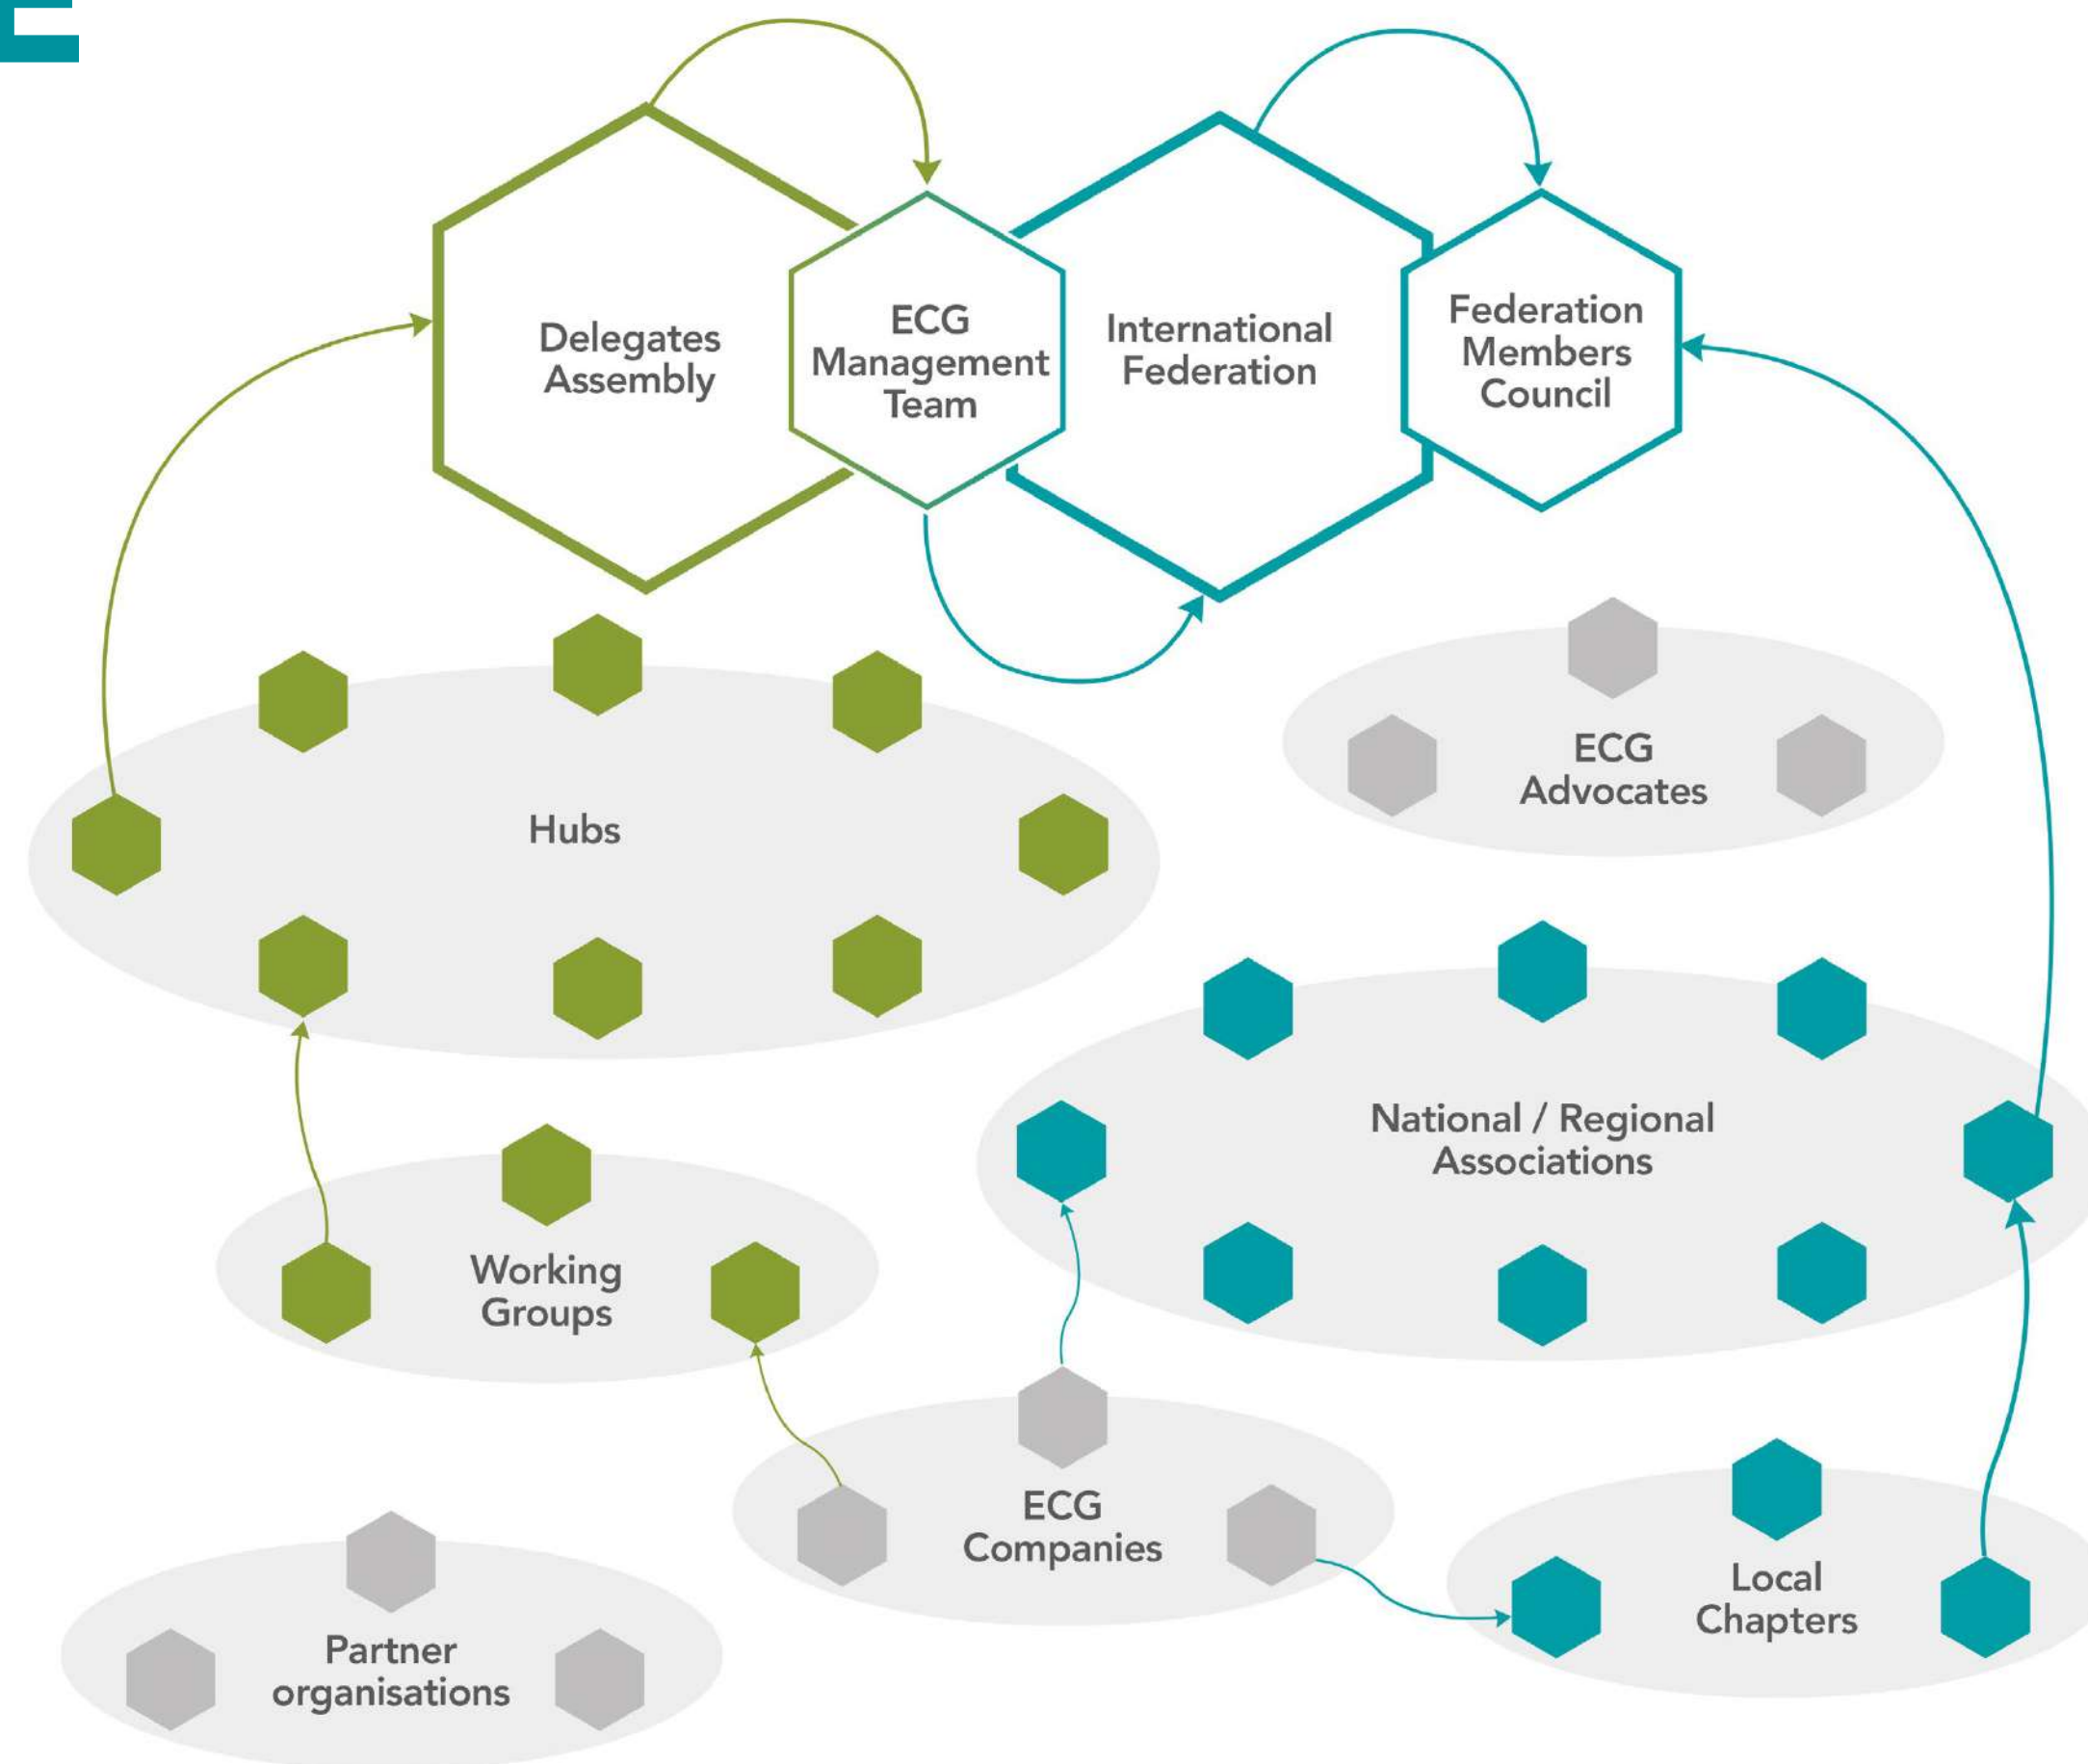 Delegates
Assembly
ECG
Management
Team
International
Federation
Federation
Members
Council
ECG
Advocates
Hubs
National / Regional
Associations
Working
Groups
ECG
Companies
Local
Chapters
Partner
organisations